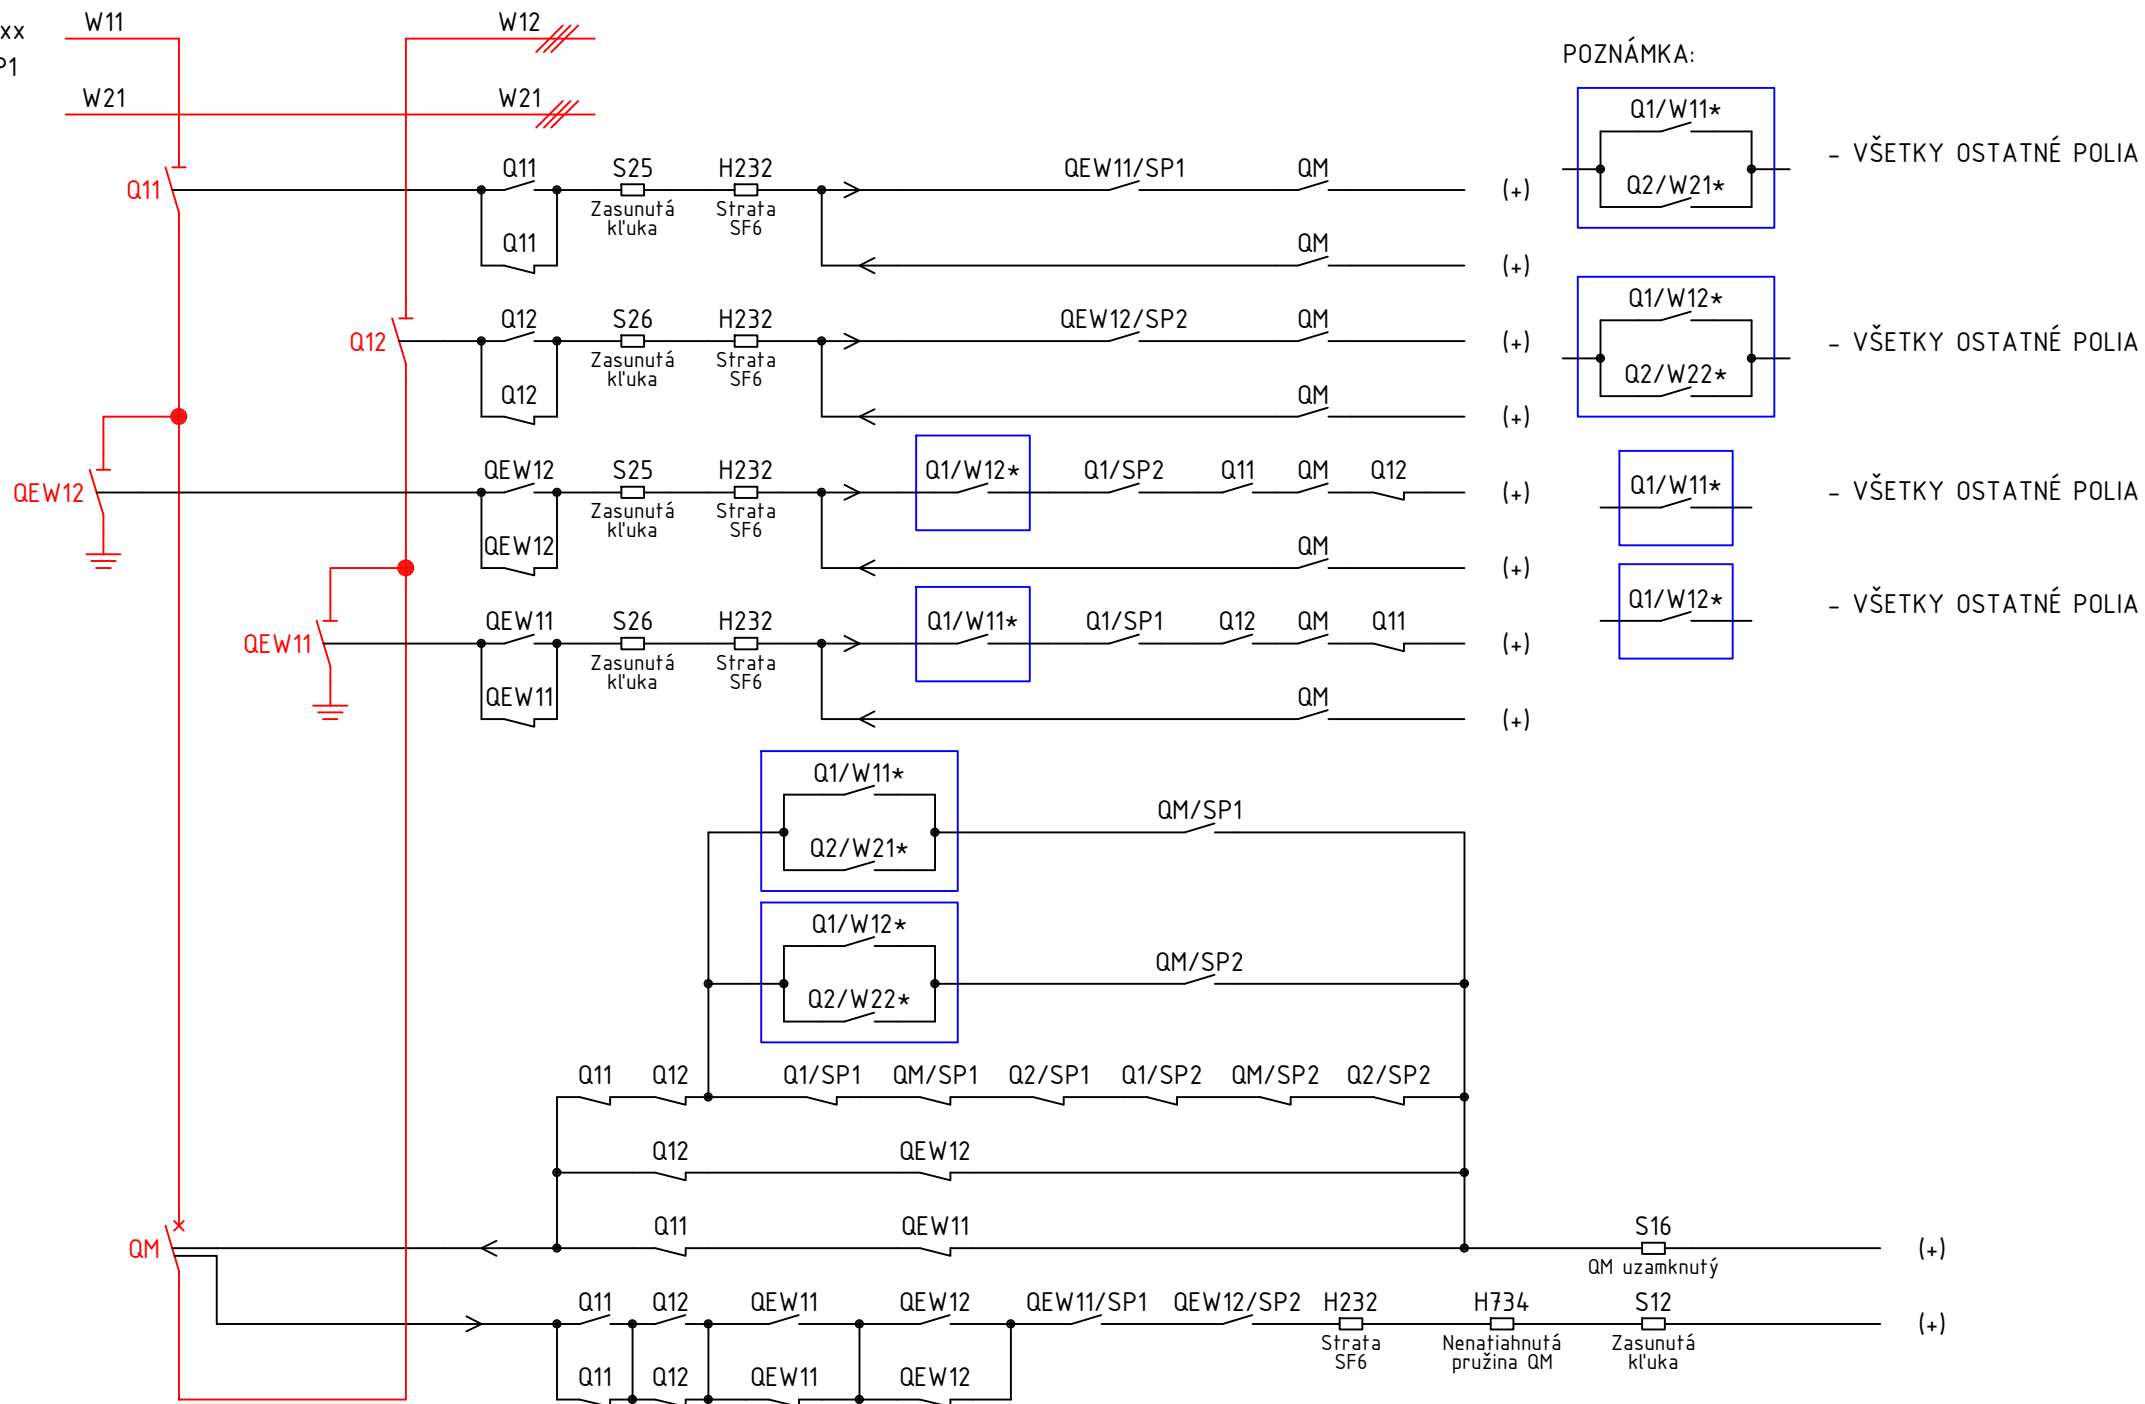 W11 W12
xx
P1
POZNÁMKA:
W21 W21
Q1/W11*
- VŠETKY OSTATNÉ POLIA
Q2/W21*
Q11 Q11 S25 H232 QEW11/SP1 QM (+)
Zasunutá Strata
kľuka SF6
Q11 QM (+)
Q1/W12*
- VŠETKY OSTATNÉ POLIA
Q2/W22*
Q12 Q12 S26 H232 QEW12/SP2 QM (+)
Zasunutá Strata
kľuka SF6
Q12 QM (+)
QEW12 QEW12 S25 H232 Q1/W12* Q1/SP2 Q11 QM Q12 (+) Q1/W11* - VŠETKY OSTATNÉ POLIA
Zasunutá Strata
kľuka SF6
QEW12 QM (+)
QEW11 QEW11 S26 H232 Q1/W11* Q1/SP1 Q12 QM Q11 (+) Q1/W12* - VŠETKY OSTATNÉ POLIA
Zasunutá Strata
kľuka SF6
QEW11 QM (+)
Q1/W11*
QM/SP1
Q2/W21*
Q1/W12*
QM/SP2
Q2/W22*
Q11 Q12 Q1/SP1 QM/SP1 Q2/SP1 Q1/SP2 QM/SP2 Q2/SP2
Q12 QEW12
QM Q11 QEW11 S16 (+)
QM uzamknutý
Q11 Q12 QEW11 QEW12 QEW11/SP1 QEW12/SP2 H232 H734 S12 (+)
Strata Nenatiahnutá Zasunutá
SF6 pružina QM kľuka
Q11 Q12 QEW11 QEW12